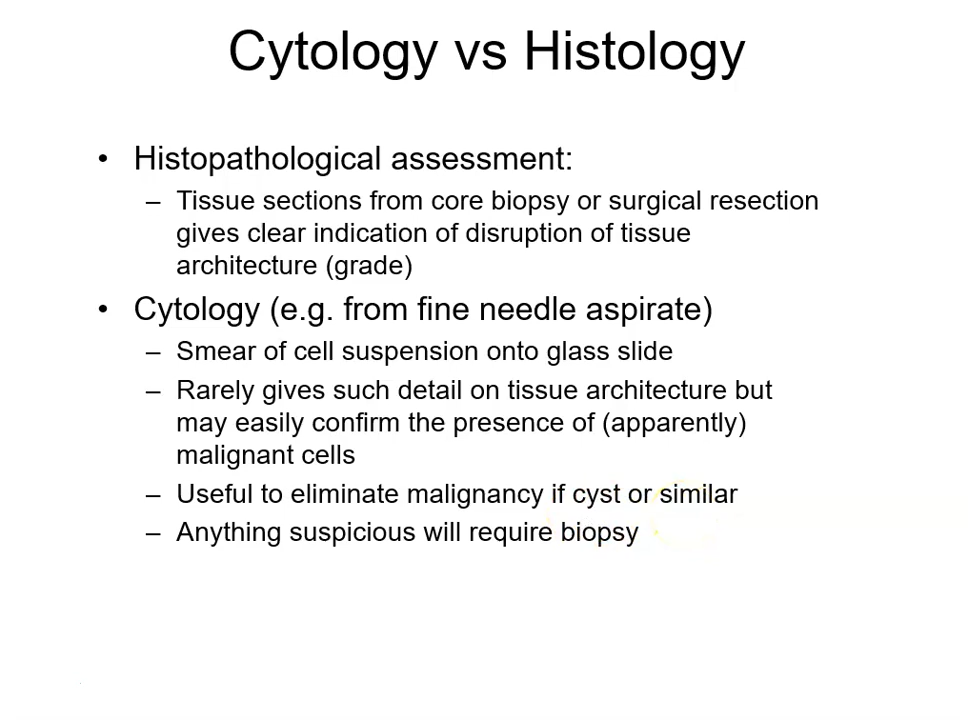 Cytology vs Histology
• Histopathological assessment:
– Tissue sections from core biopsy or surgical resection
gives clear indication of disruption of tissue
architecture (grade)
• Cytology (e.g. from fine needle aspirate)
– Smear of cell suspension onto glass slide
– Rarely gives such detail on tissue architecture but
may easily confirm the presence of (apparently)
malignant cells
– Useful to eliminate malignancy if cyst or similar
– Anything suspicious will require biopsy